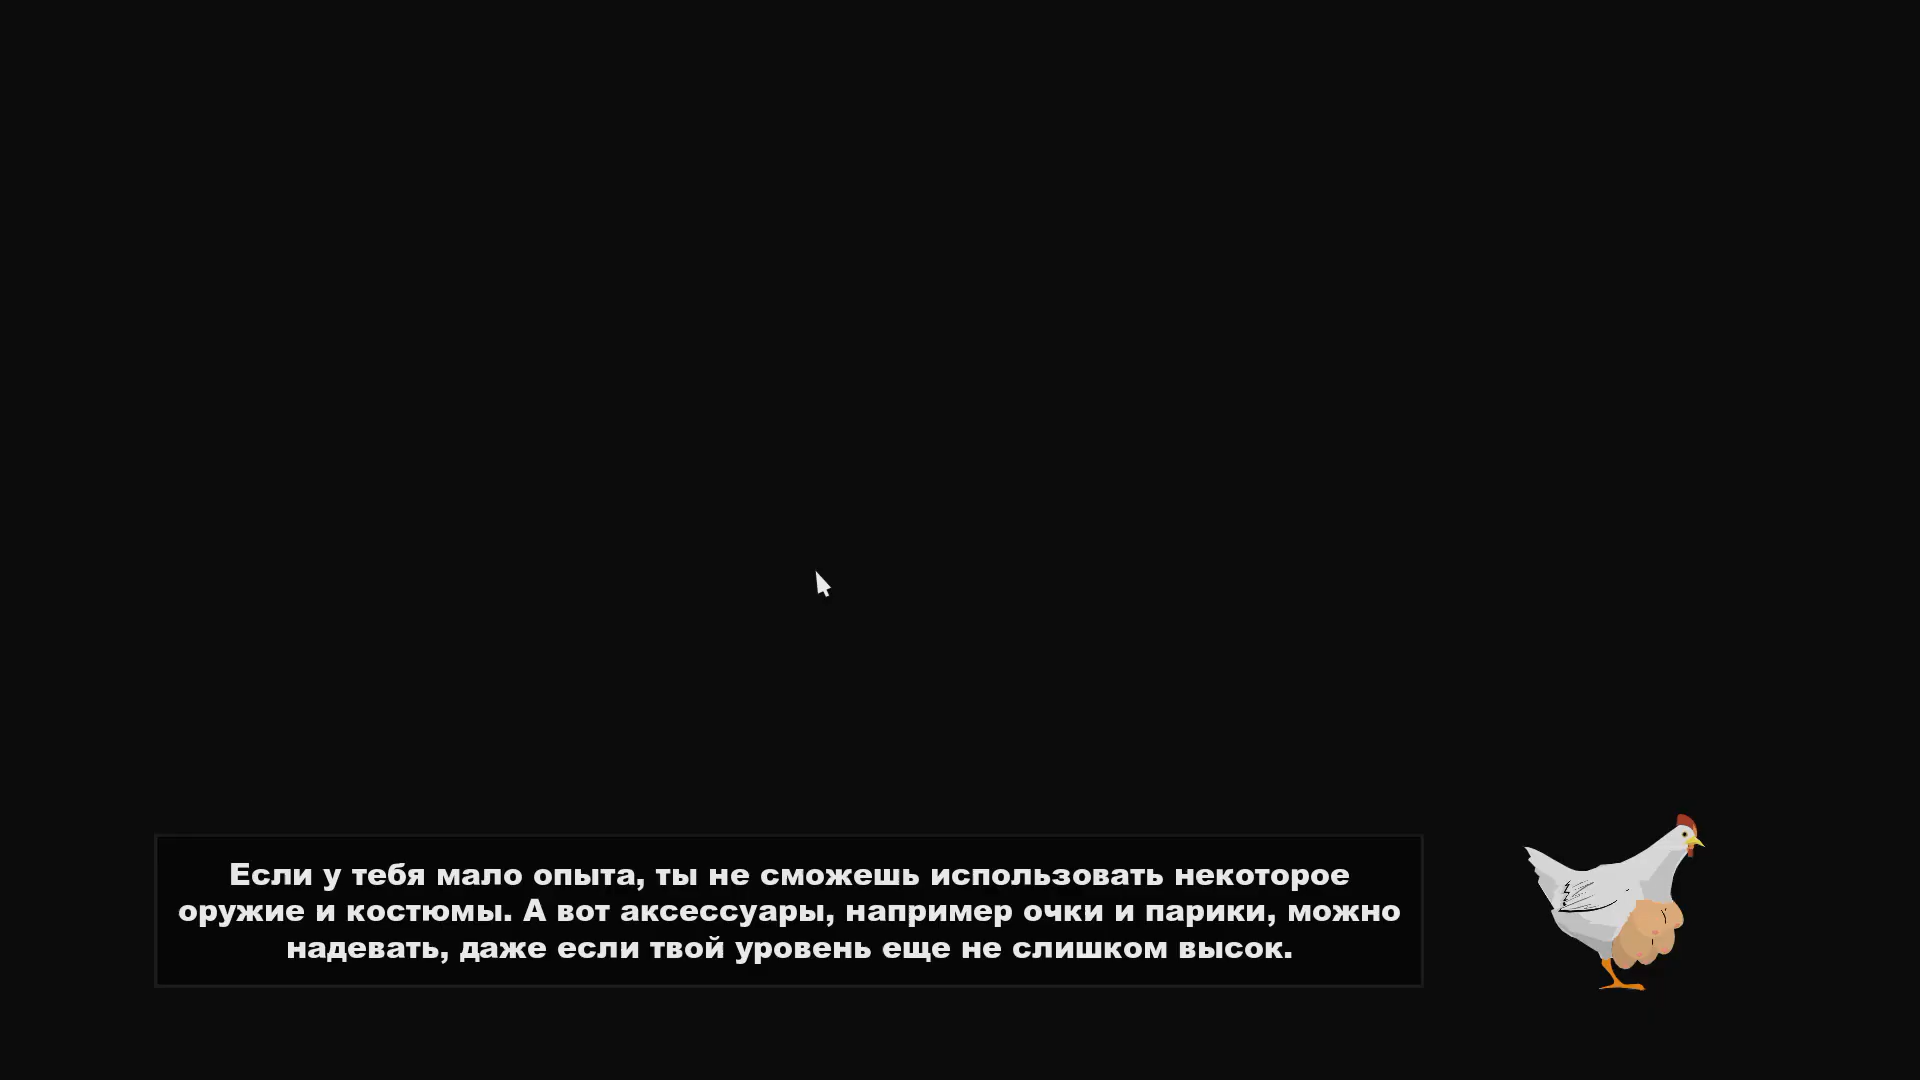 Если у тебя мало опыта, ты не сможешь использовать некоторое
оружие и костюмы. А вот аксессуары, например очки и парики, можно
надевать, даже если твой уровень еще не слишком высок.